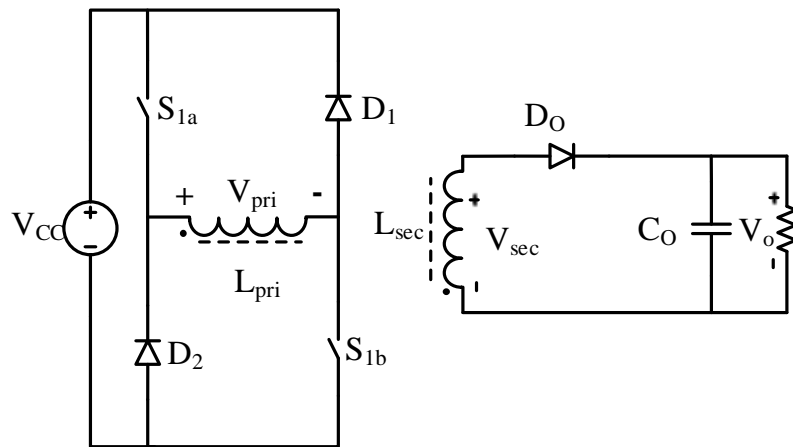 S1a
D1
DO
+ Vpri -
VCC
+
−
Lpri
Lsec
+
Vsec
-
CO
+
Vo
-
D2
S1b